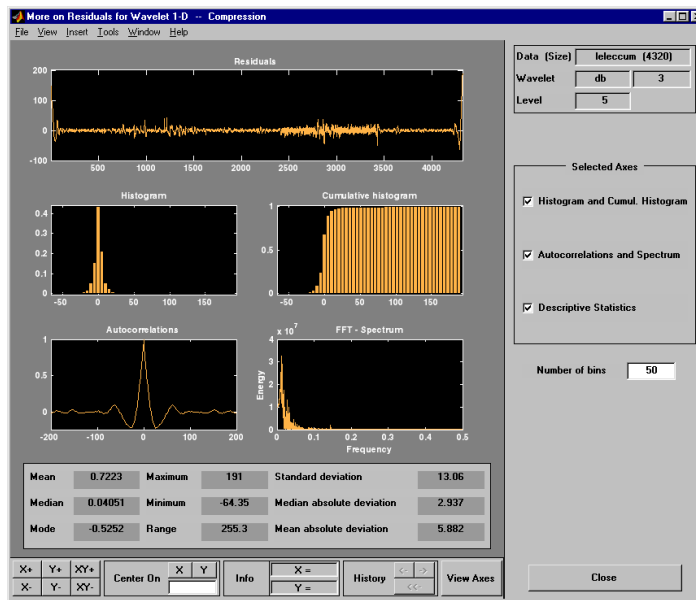 More on Residuals for Wavelet 1-D -- Compression
File View Insert Tools Window Help
Residuals
200
100
0
-100
500 1000 1500 2000 2500 3000 3500 4000
Histogram
0.4
0.3
0.2
0.1
0
-50 0 50 100 150
Cumulative histogram
1
0.5
0
-50 0 50 100 150
Autocorrelations
1
0.5
0
-200 -100 0 100 200
FFT - Spectrum
x 10^7
4
3
2
1
0
Energy
0 0.1 0.2 0.3 0.4 0.5
Frequency
Mean 0.7223 Maximum 191 Standard deviation 13.06
Median 0.04051 Minimum -64.35 Median absolute deviation 2.937
Mode -0.5252 Range 255.3 Mean absolute deviation 5.882
X+ Y+ XY+
X- Y- XY-
Center On X Y
Info X =
Y =
History <- ->
<<-
View Axes
Data (Size) leleccum (4320)
Wavelet db 3
Level 5
Selected Axes
Histogram and Cumul. Histogram
Autocorrelations and Spectrum
Descriptive Statistics
Number of bins 50
Close